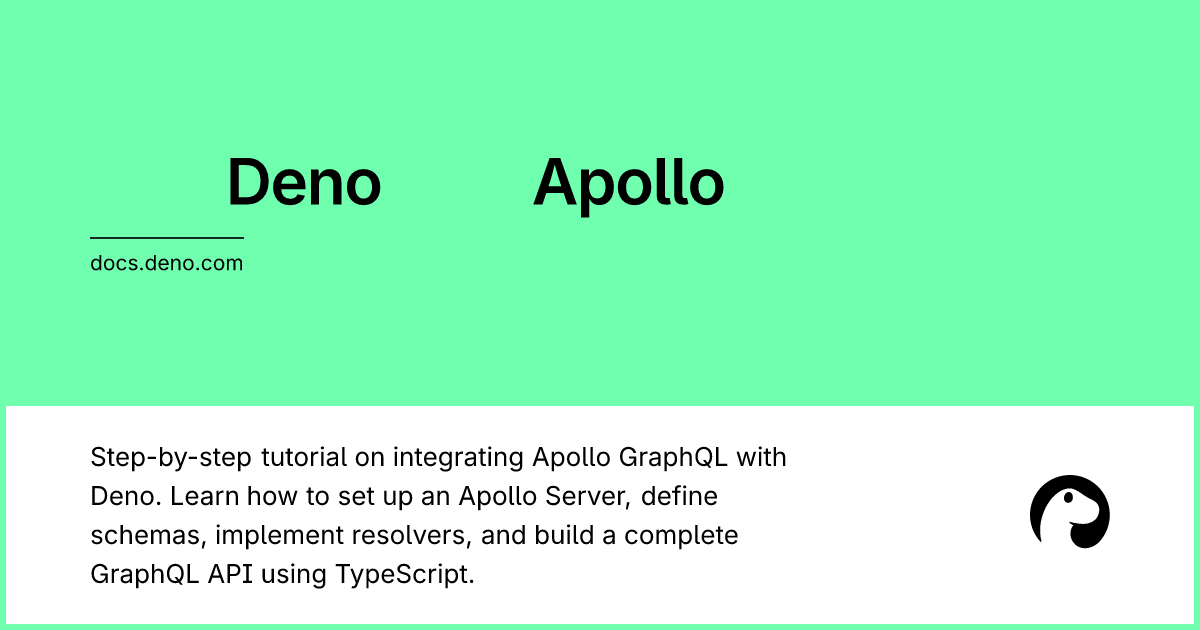 Deno Apollo
docs.deno.com
Step-by-step tutorial on integrating Apollo GraphQL with
Deno. Learn how to set up an Apollo Server, define
schemas, implement resolvers, and build a complete
GraphQL API using TypeScript.